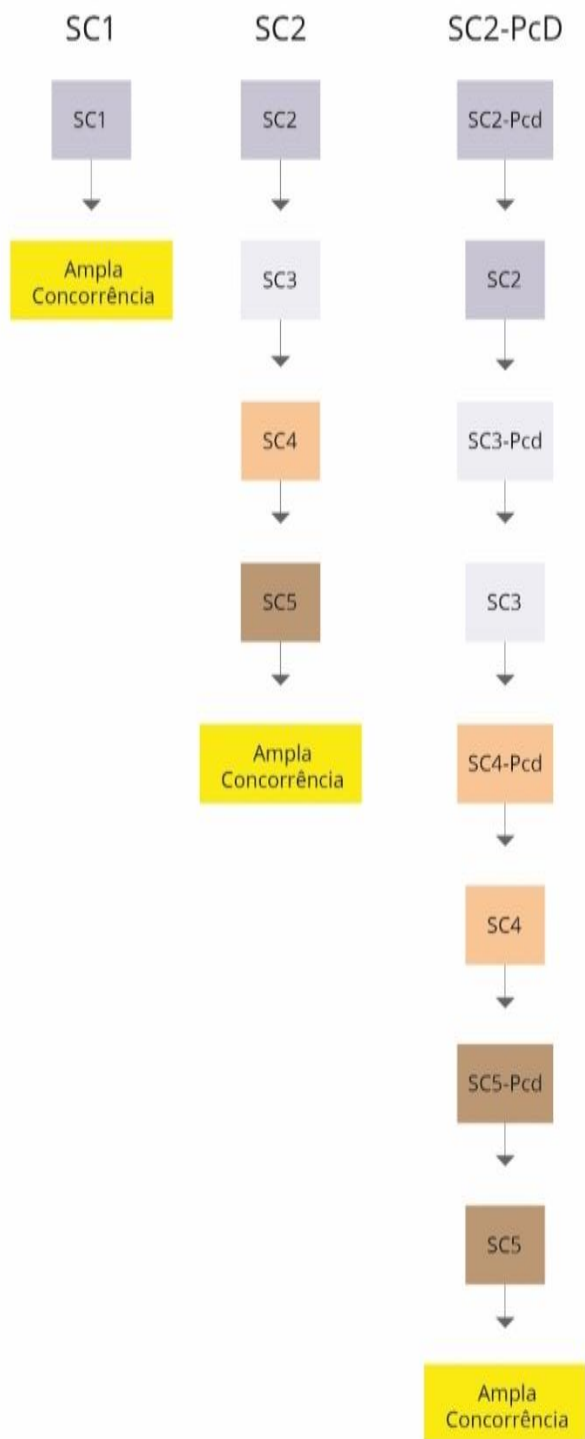 SC1
SC1
Ampla
Concorrência
SC2
SC2
SC3
SC4
SC5
Ampla
Concorrência
SC2-PcD
SC2-Pcd
SC2
SC3-Pcd
SC3
SC4-Pcd
SC4
SC5-Pcd
SC5
Ampla
Concorrência